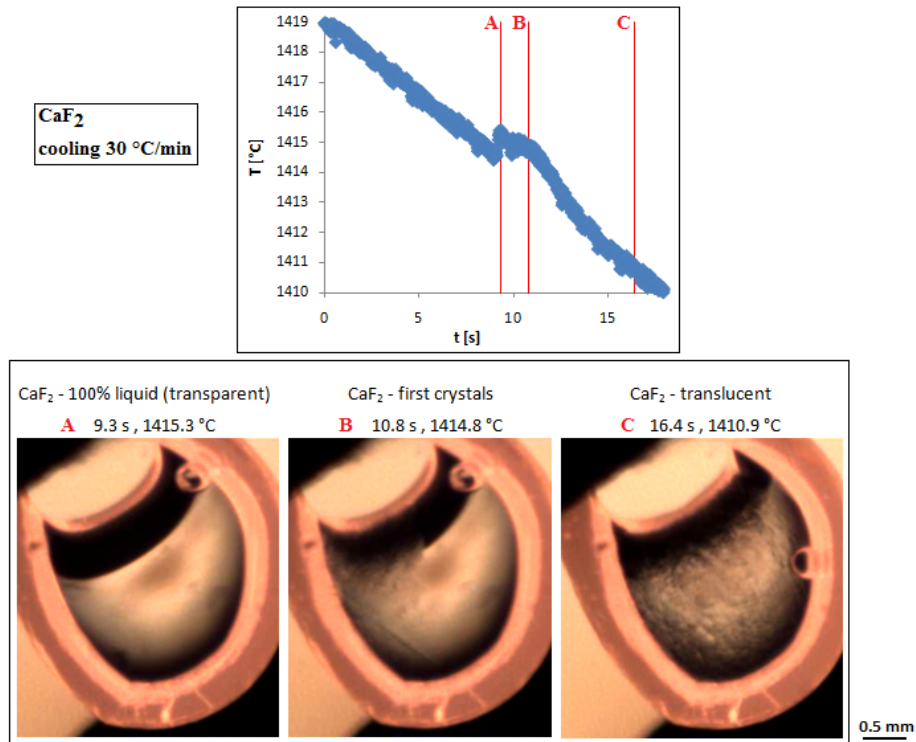 CaF2
cooling 30 °C/min
A B C
1419
1418
1417
1416
1415
1414
1413
1412
1411
1410
T [°C]
0 5 10 15
t [s]
CaF2 - 100% liquid (transparent)
A 9.3 s , 1415.3 °C
CaF2 - first crystals
B 10.8 s , 1414.8 °C
CaF2 - translucent
C 16.4 s , 1410.9 °C
0.5 mm